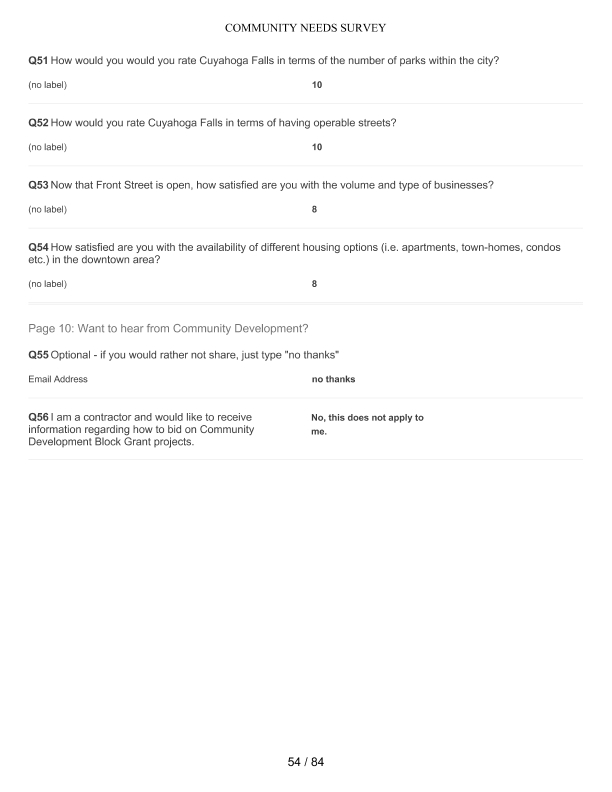 COMMUNITY NEEDS SURVEY
Q51 How would you would you rate Cuyahoga Falls in terms of the number of parks within the city?
(no label) 10
Q52 How would you rate Cuyahoga Falls in terms of having operable streets?
(no label) 10
Q53 Now that Front Street is open, how satisfied are you with the volume and type of businesses?
(no label) 8
Q54 How satisfied are you with the availability of different housing options (i.e. apartments, town-homes, condos
etc.) in the downtown area?
(no label) 8
Page 10: Want to hear from Community Development?
Q55 Optional - if you would rather not share, just type "no thanks"
Email Address no thanks
Q56 I am a contractor and would like to receive
information regarding how to bid on Community
Development Block Grant projects.
No, this does not apply to
me.
54 / 84